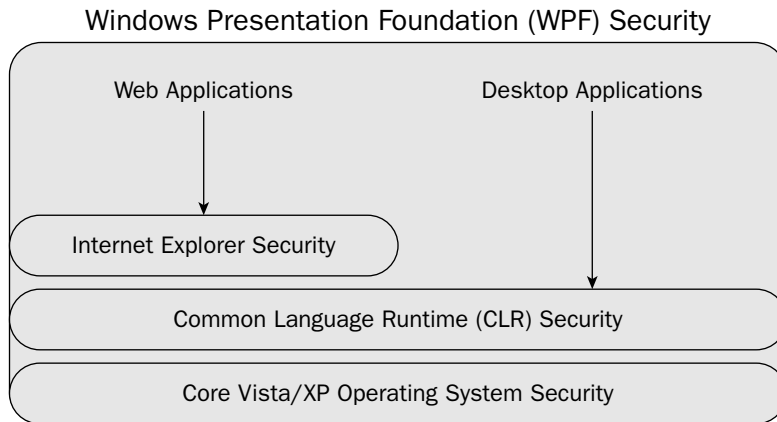 Windows Presentation Foundation (WPF) Security
Web Applications
Desktop Applications
Internet Explorer Security
Common Language Runtime (CLR) Security
Core Vista/XP Operating System Security